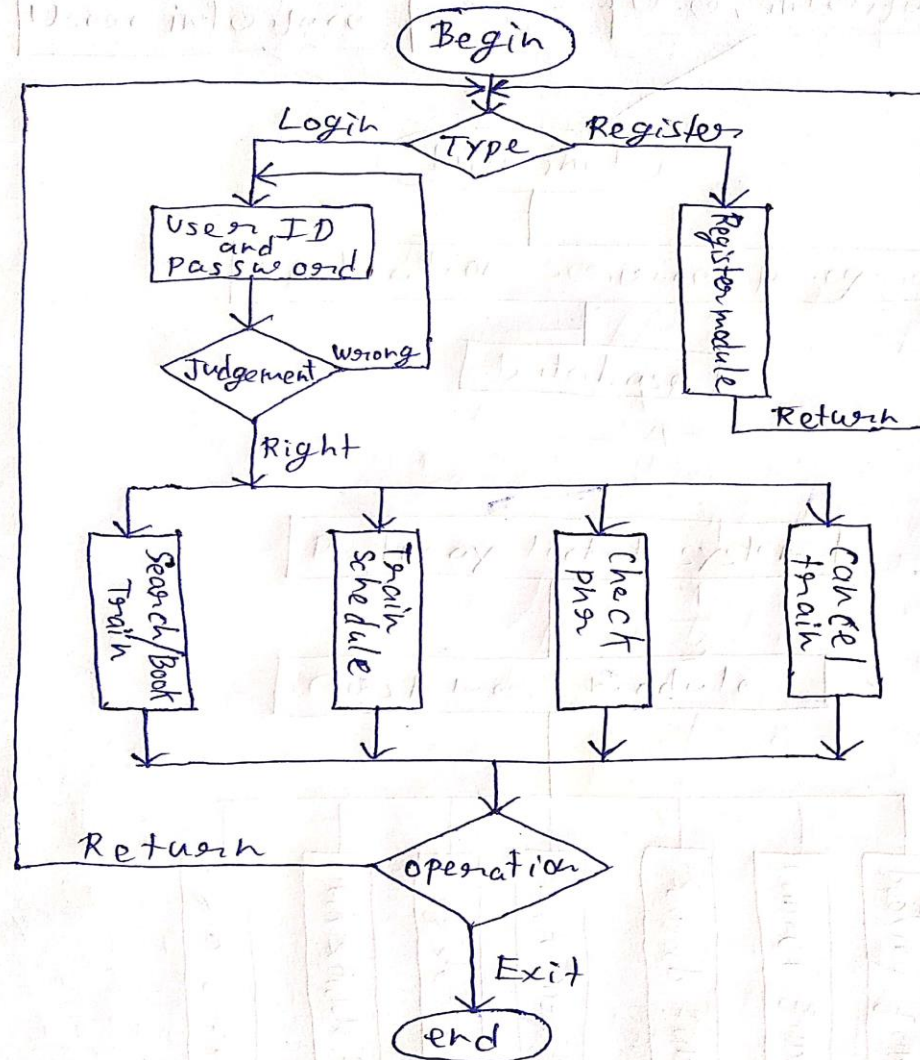 Begin
Login
Type
Register
User ID
and
Password
Register module
Judgement
wrong
Return
Right
Search/Book
Train
Train
schedule
Check
pnr
Cancel
train
Return
operation
Exit
end